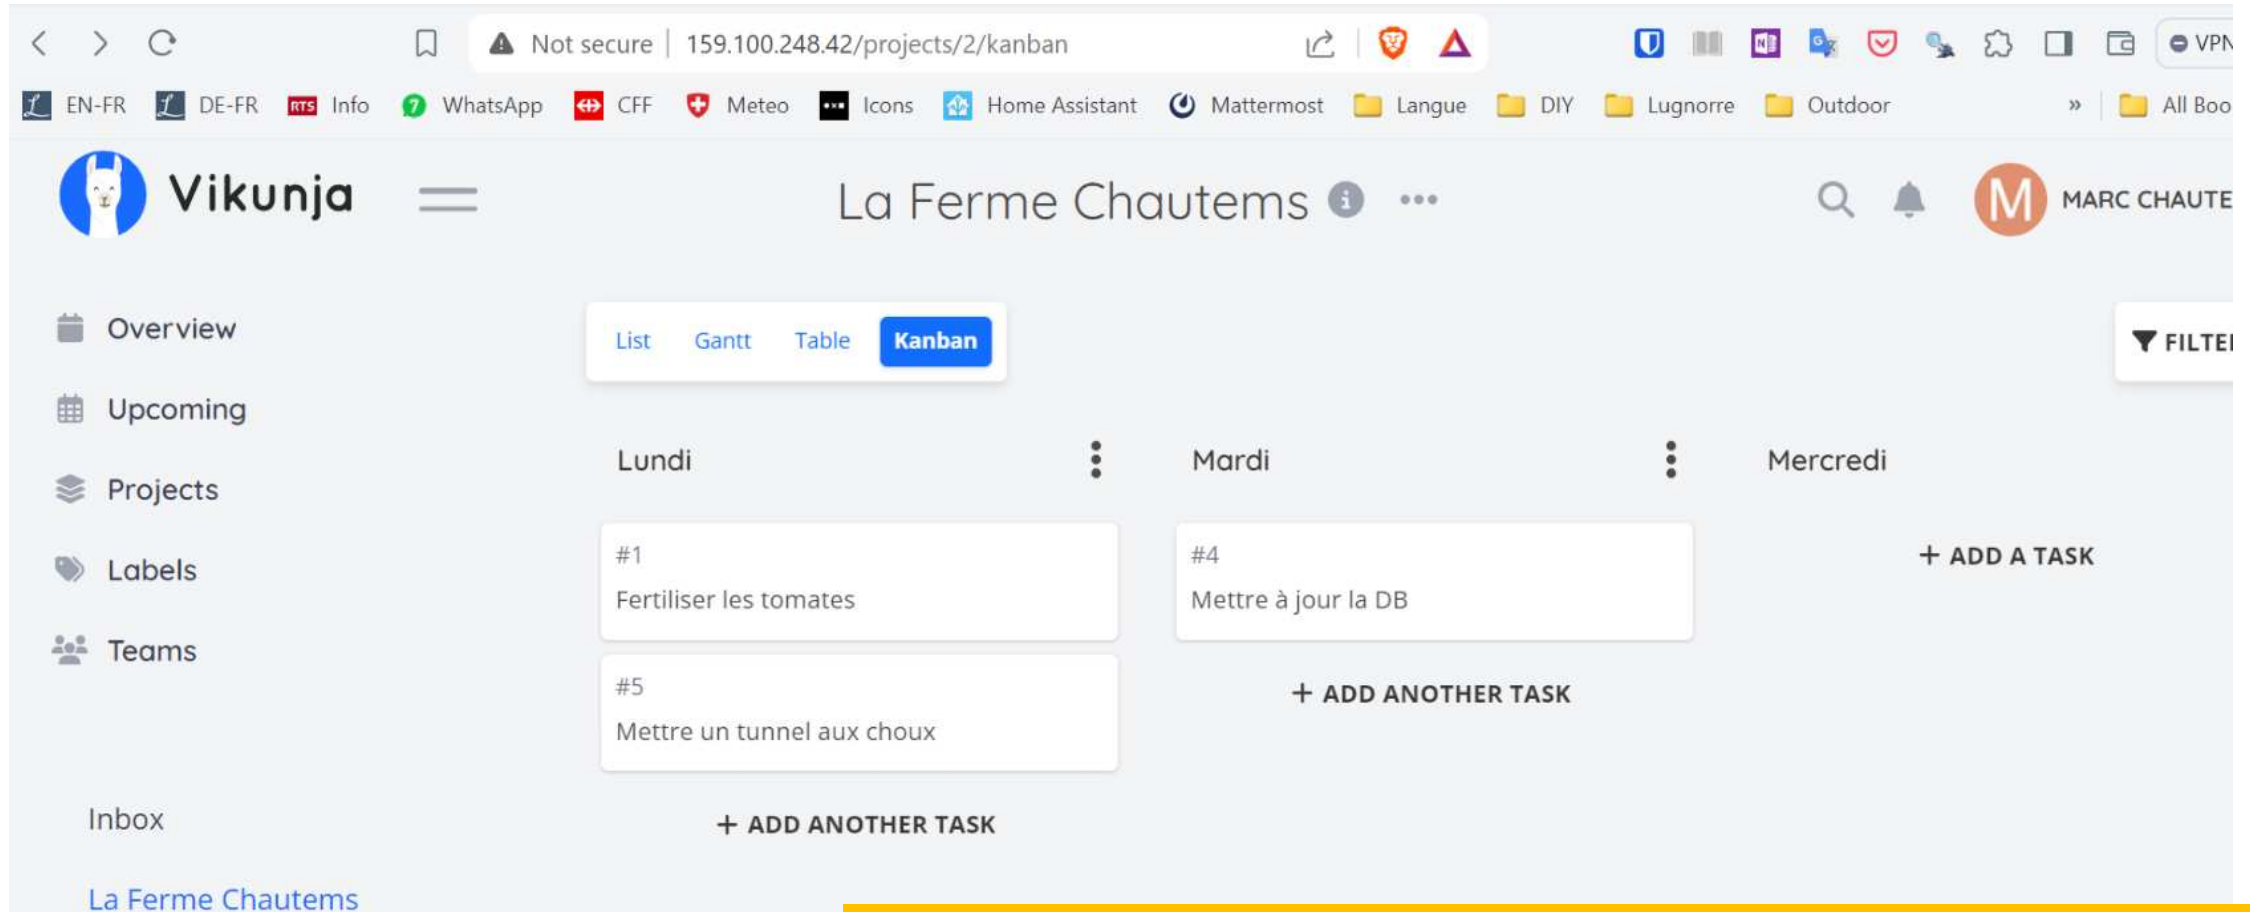 Not secure | 159.100.248.42/projects/2/kanban VPN
EN-FR DE-FR RTS Info 7 WhatsApp CFF Meteo Icons Home Assistant Mattermost Langue DIY Lugnorre Outdoor » All Boo
Vikunja La Ferme Chautems ... M MARC CHAUTE
Overview
List Gantt Table Kanban FILTE
Upcoming
Lundi Mardi Mercredi
Projects
#1 #4 + ADD A TASK
Labels
Fertiliser les tomates Mettre à jour la DB
Teams
#5 + ADD ANOTHER TASK
Mettre un tunnel aux choux
Inbox
+ ADD ANOTHER TASK
La Ferme Chautems